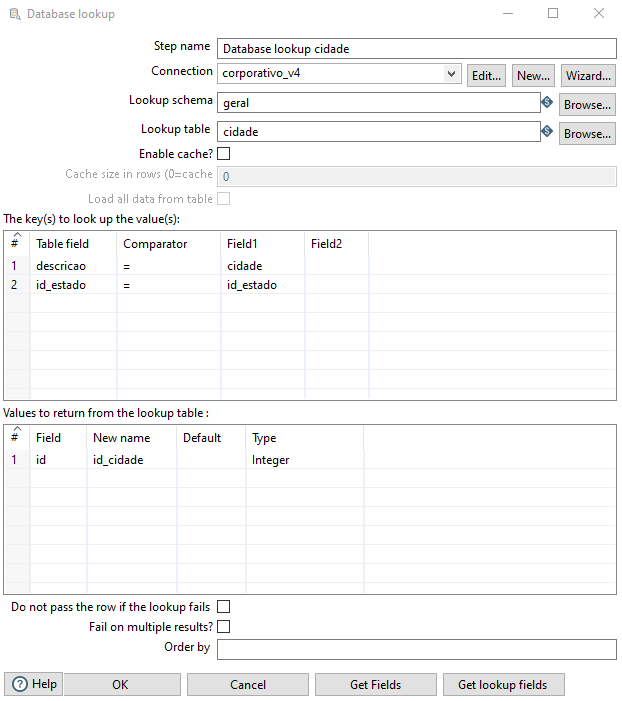 Database lookup
Step name Database lookup cidade
Connection corporativo_v4 Edit... New... Wizard...
Lookup schema geral Browse...
Lookup table cidade Browse...
Enable cache?
Cache size in rows (0=cache 0
Load all data from table
The key(s) to look up the value(s):
# Table field Comparator Field1 Field2
1 descricao = cidade
2 id_estado = id_estado
Values to return from the lookup table :
# Field New name Default Type
1 id id_cidade Integer
Do not pass the row if the lookup fails
Fail on multiple results?
Order by
Help OK Cancel Get Fields Get lookup fields